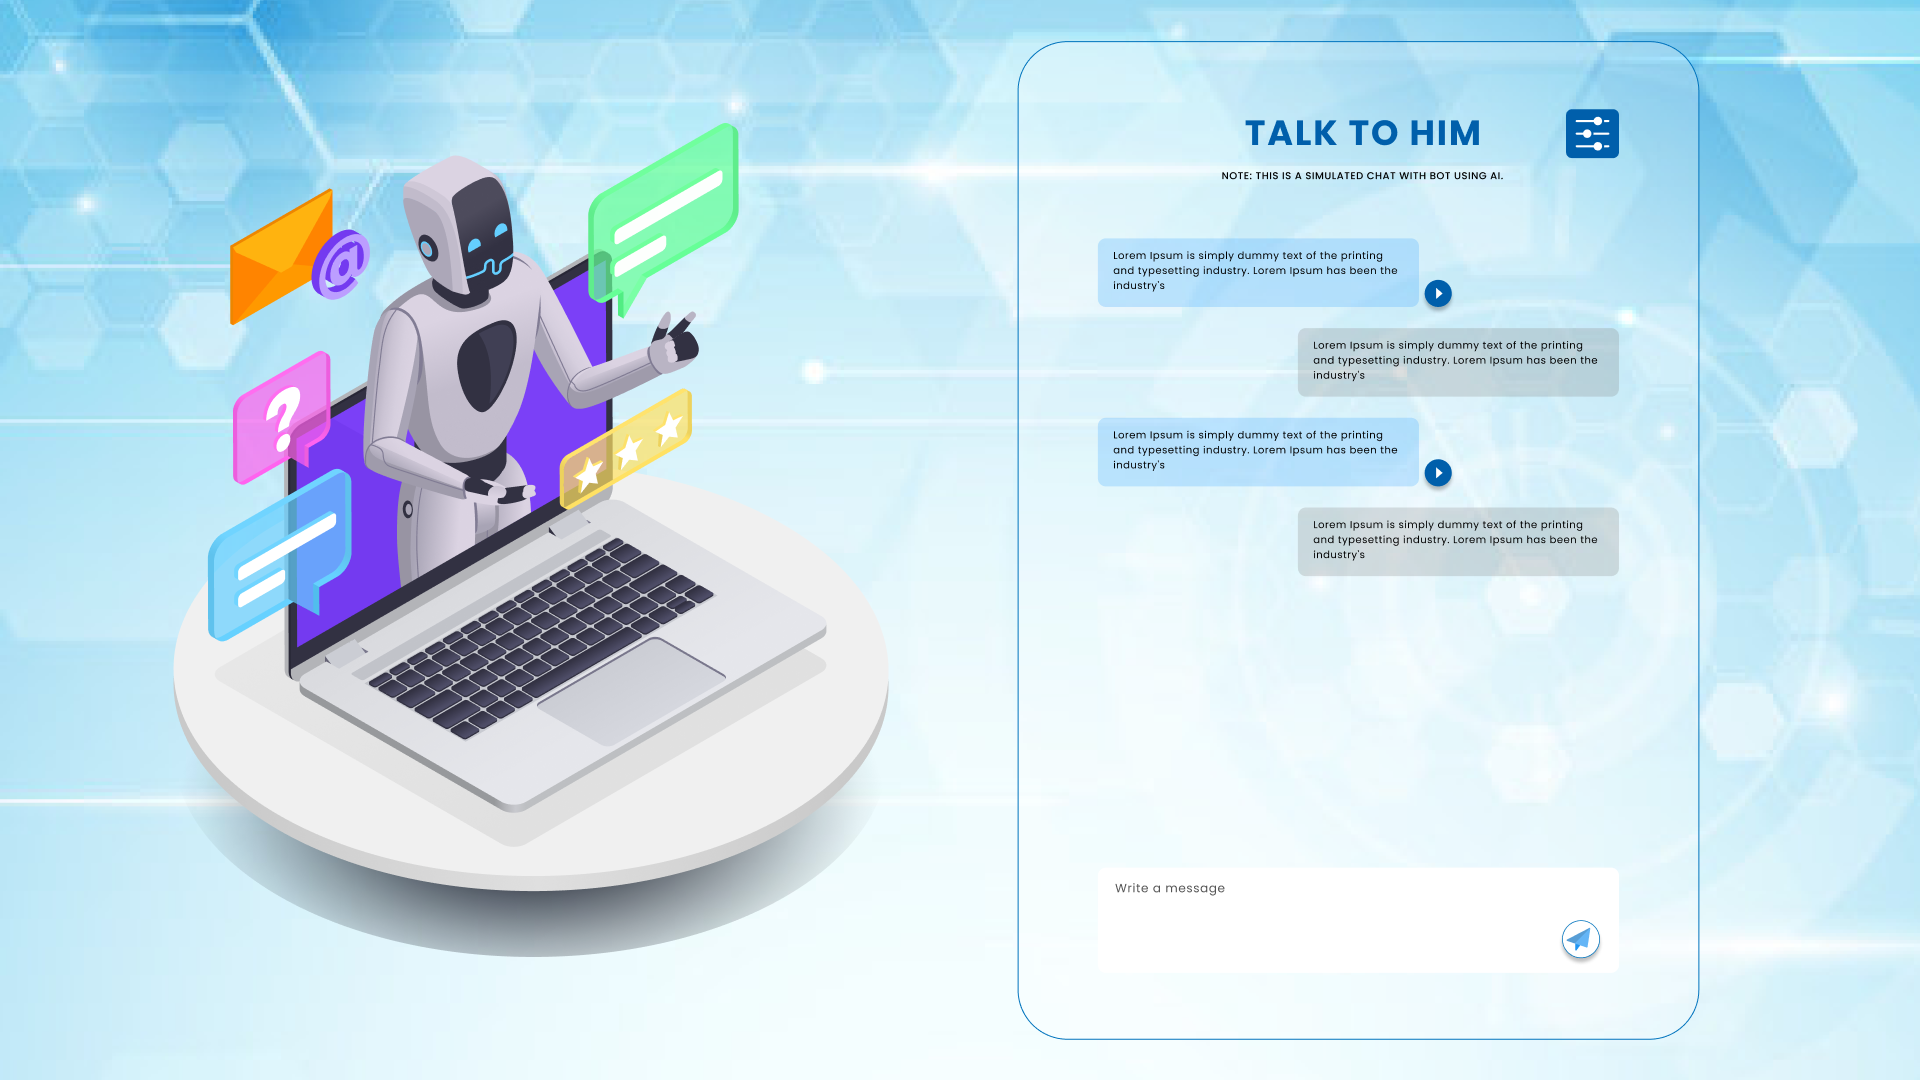 TALK TO HIM
NOTE: THIS IS A SIMULATED CHAT WITH BOT USING AI.
Lorem Ipsum is simply dummy text of the printing
and typesetting industry. Lorem Ipsum has been the
industry's
Lorem Ipsum is simply dummy text of the printing
and typesetting industry. Lorem Ipsum has been the
industry's
Lorem Ipsum is simply dummy text of the printing
and typesetting industry. Lorem Ipsum has been the
industry's
Lorem Ipsum is simply dummy text of the printing
and typesetting industry. Lorem Ipsum has been the
industry's
Write a message
@
?